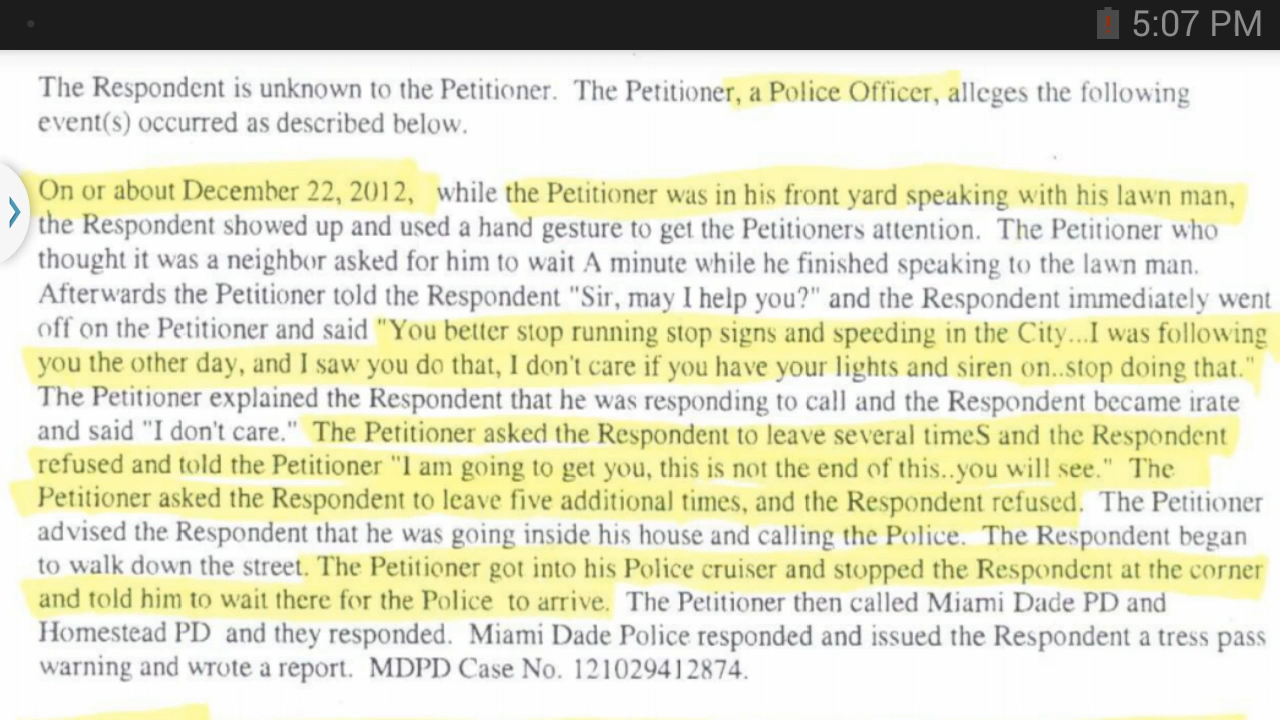 5:07 PM
The Respondent is unknown to the Petitioner. The Petitioner, a Police Officer, alleges the following
event(s) occurred as described below.
On or about December 22, 2012, while the Petitioner was in his front yard speaking with his lawn man,
the Respondent showed up and used a hand gesture to get the Petitioners attention. The Petitioner who
thought it was a neighbor asked for him to wait A minute while he finished speaking to the lawn man.
Afterwards the Petitioner told the Respondent "Sir, may I help you?" and the Respondent immediately went
off on the Petitioner and said "You better stop running stop signs and speeding in the City...I was following
you the other day, and I saw you do that, I don't care if you have your lights and siren on..stop doing that."
The Petitioner explained the Respondent that he was responding to call and the Respondent became irate
and said "I don't care." The Petitioner asked the Respondent to leave several timeS and the Respondent
refused and told the Petitioner "I am going to get you, this is not the end of this..you will see." The
Petitioner asked the Respondent to leave five additional times, and the Respondent refused. The Petitioner
advised the Respondent that he was going inside his house and calling the Police. The Respondent began
to walk down the street. The Petitioner got into his Police cruiser and stopped the Respondent at the corner
and told him to wait there for the Police to arrive. The Petitioner then called Miami Dade PD and
Homestead PD and they responded. Miami Dade Police responded and issued the Respondent a tress pass
warning and wrote a report. MDPD Case No. 121029412874.